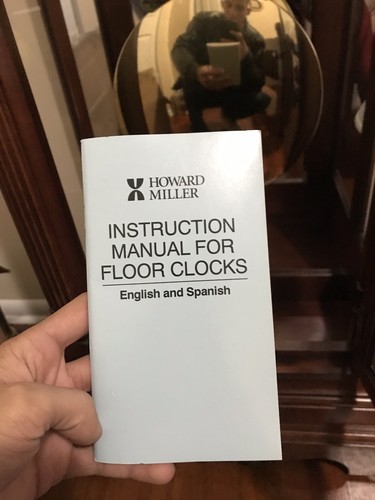 HOWARD
MILLER
INSTRUCTION
MANUAL FOR
FLOOR CLOCKS
English and Spanish